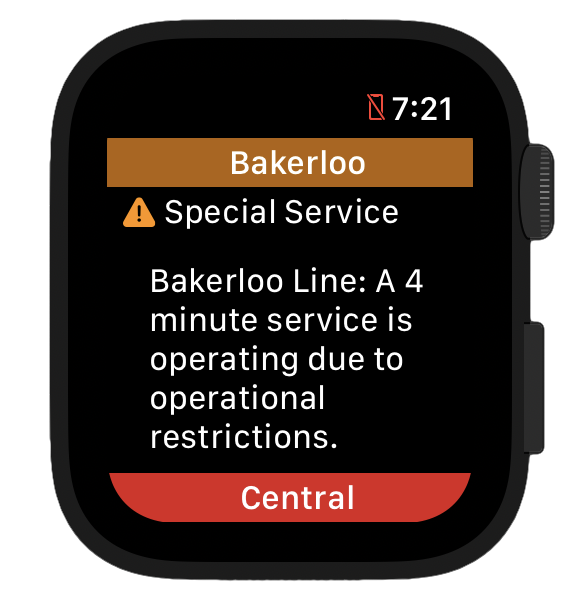 7:21
Bakerloo
Special Service
Bakerloo Line: A 4
minute service is
operating due to
operational
restrictions.
Central